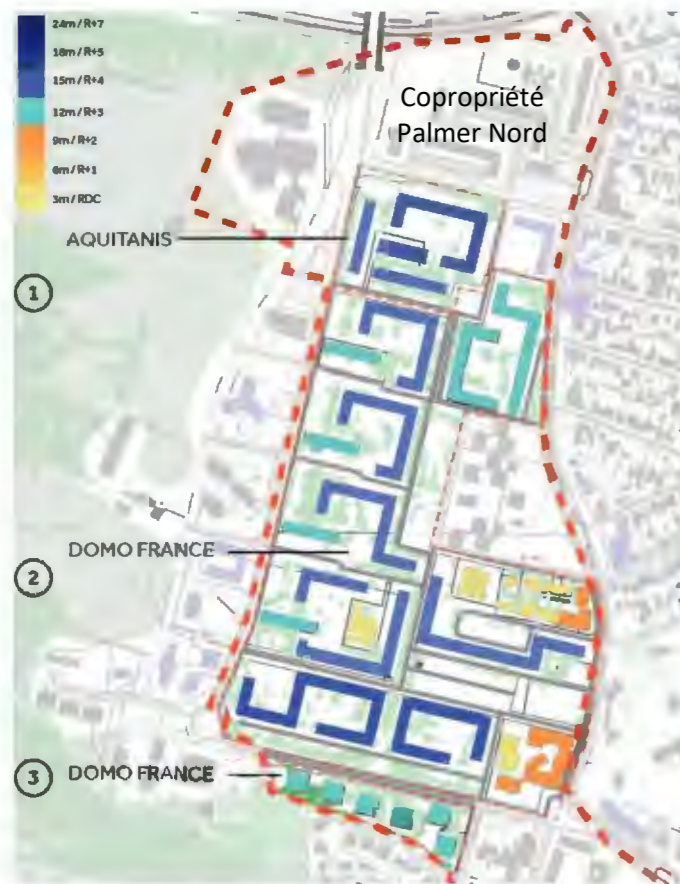 24m/R+7
18m/R+5
15m/R+4
12m/R+3
9m/R+2
6m/R+1
3m/RDC
Copropriété
Palmer Nord
AQUITANIS
1
DOMO FRANCE
2
3 DOMO FRANCE